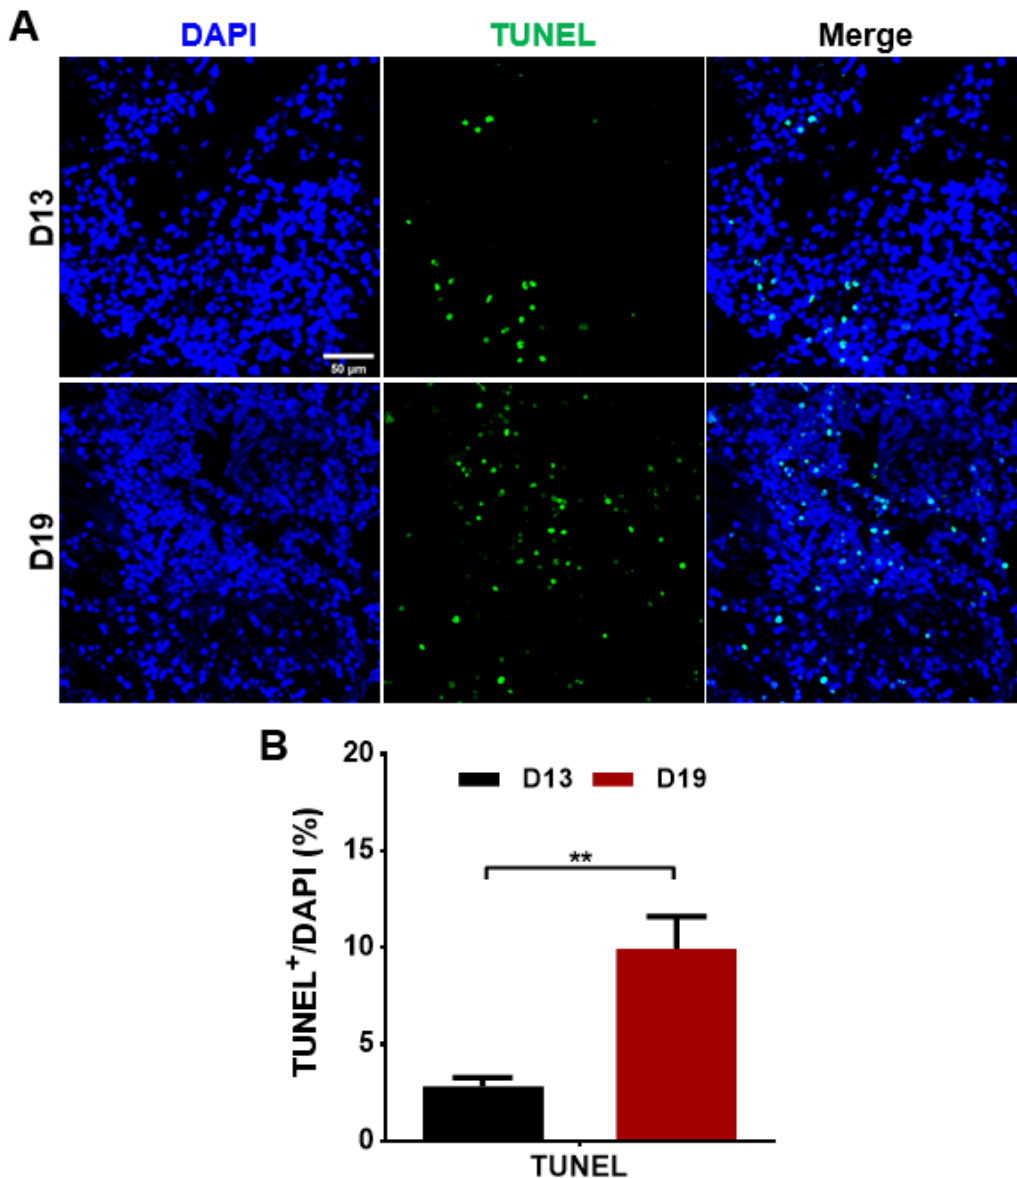 A
DAPI TUNEL Merge
D13
50 µm
D19
B
TUNEL⁺/DAPI (%)
20
15
10
5
0
D13 D19
**
TUNEL